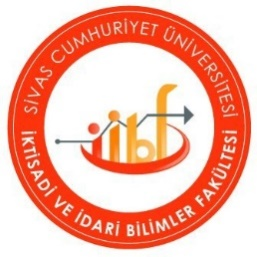 SİVAS CUMHURİYET ÜNİVERSİTESİ
iibf
İKTİSADİ VE İDARİ BİLİMLER FAKÜLTESİ